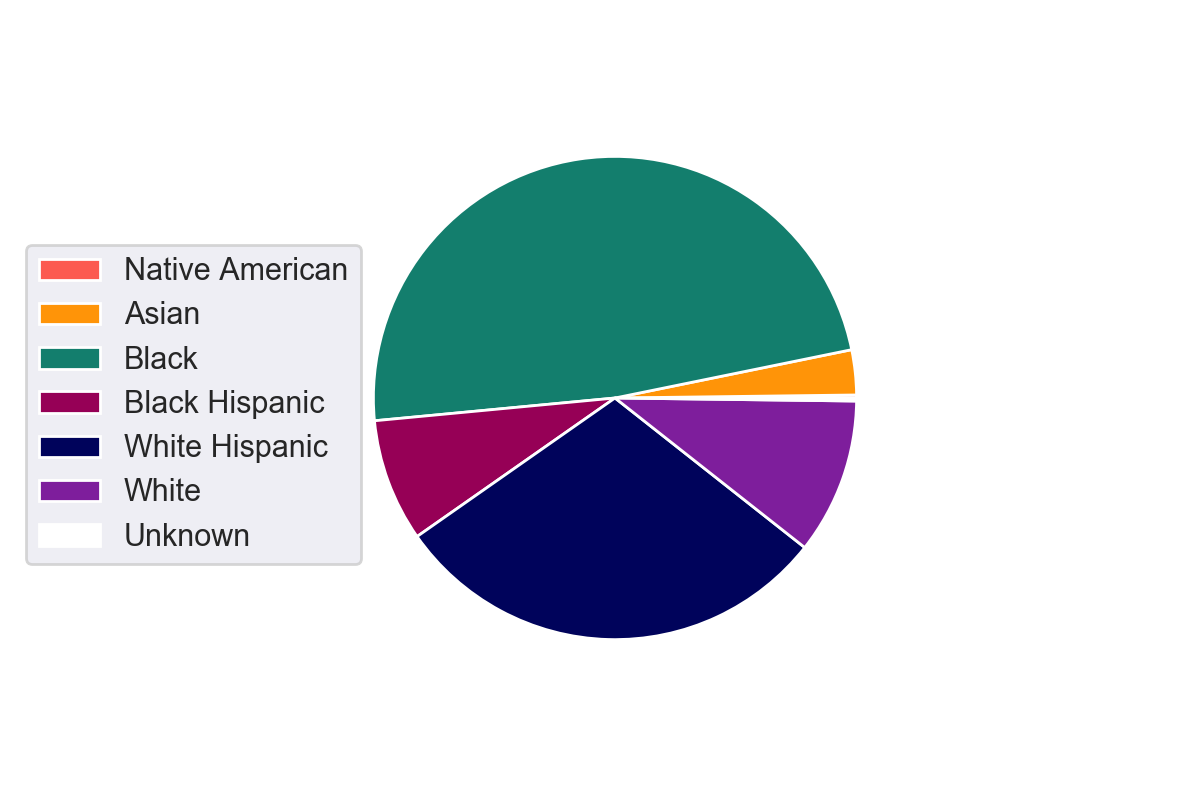 Native American
Asian
Black
Black Hispanic
White Hispanic
White
Unknown